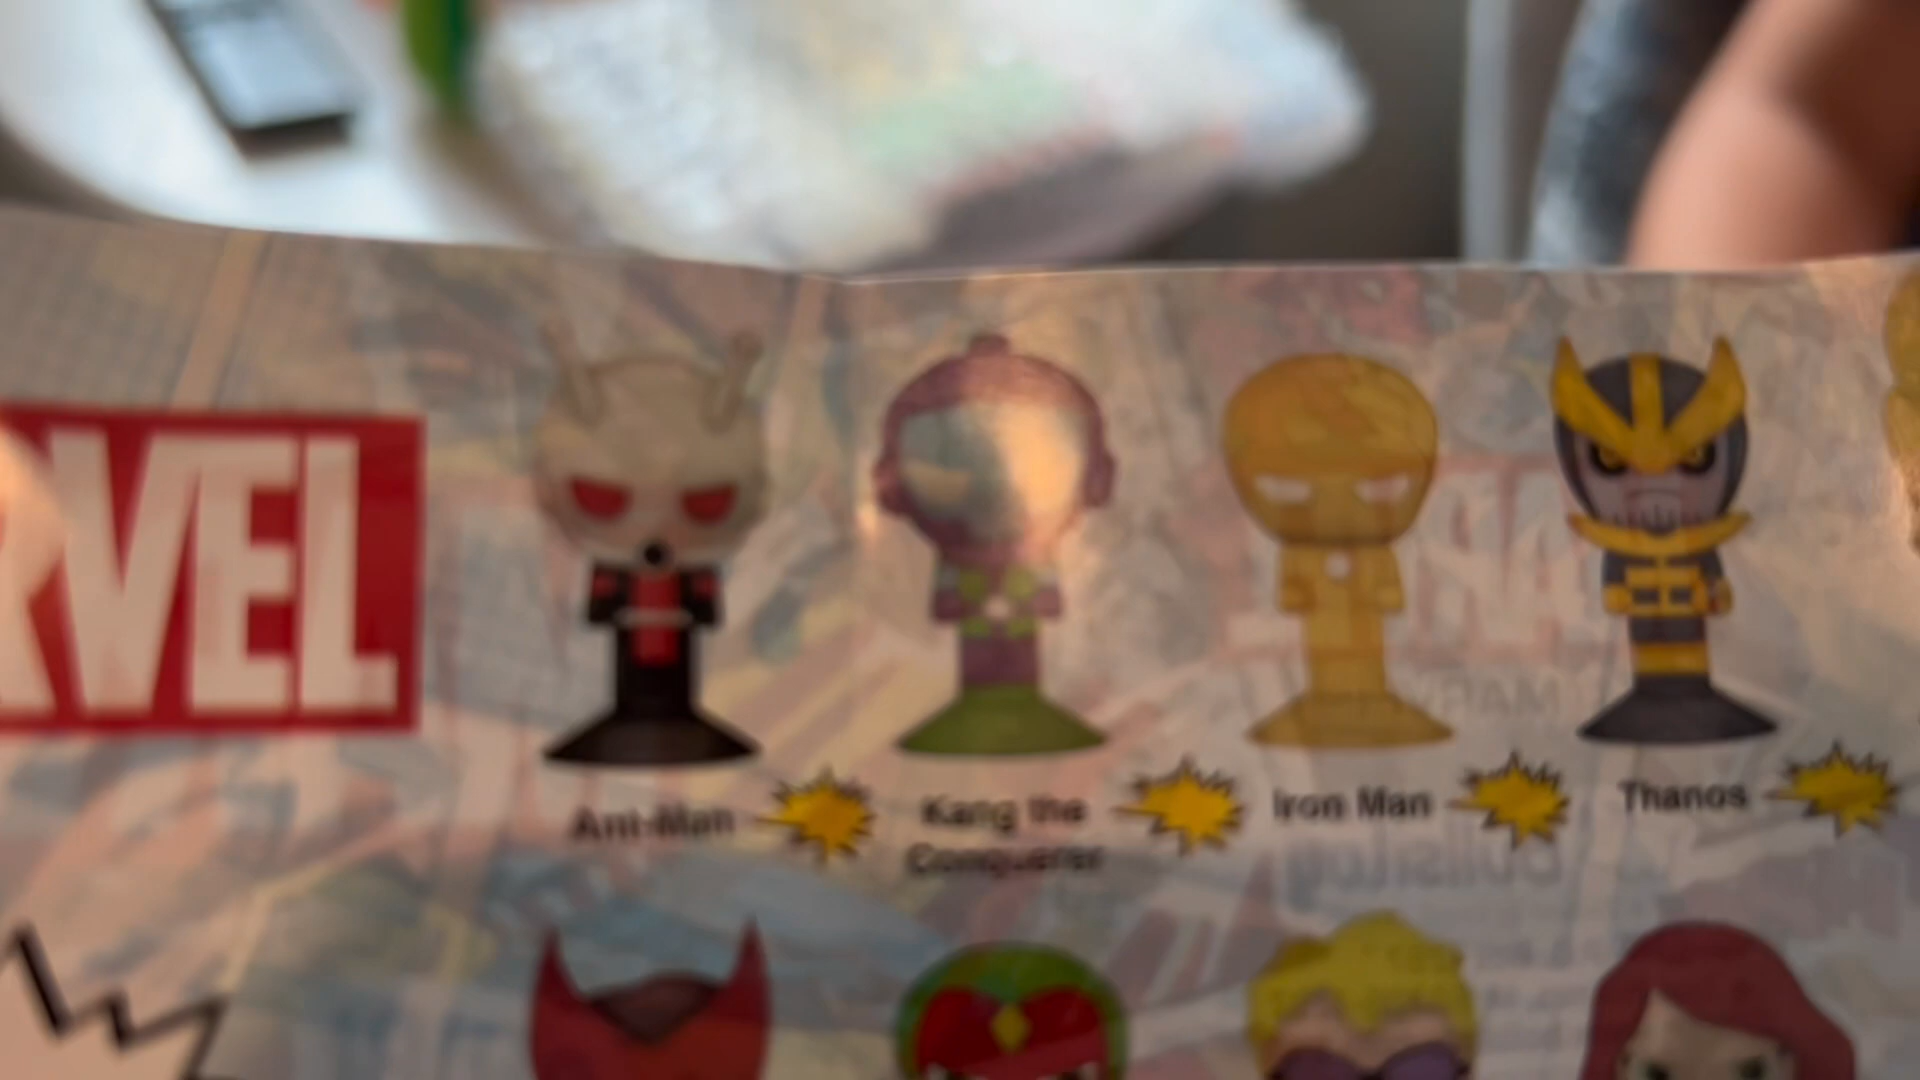 RVEL
Ant-Man
Kang the
Conqueror
Iron Man
Thanos